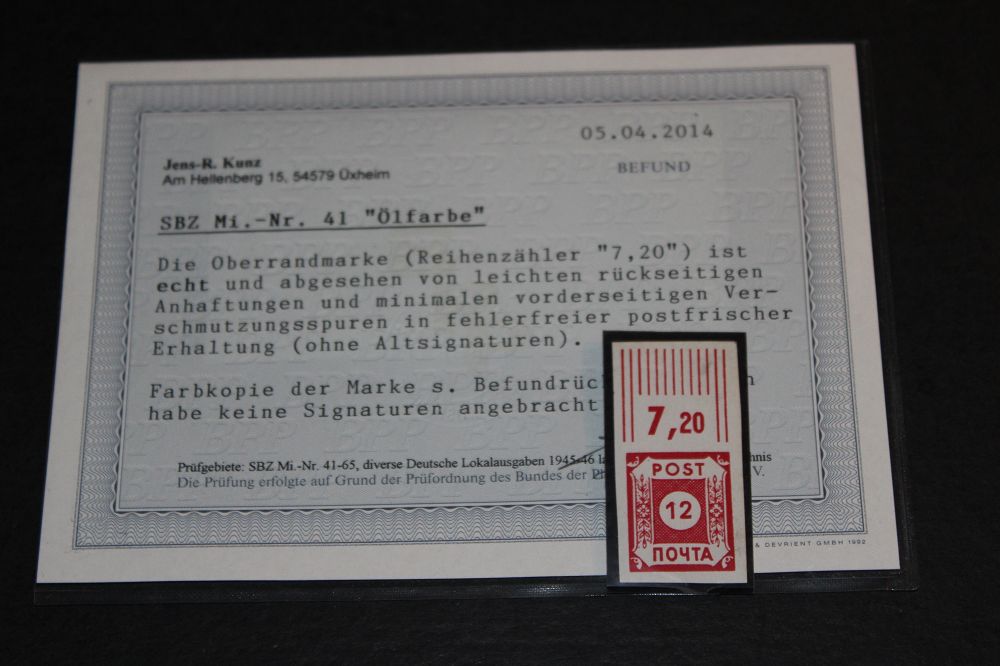 05.04.2014
BEFUND
Jens-R. Kunz
Am Hellenberg 15, 54579 Üxheim
SBZ Mi.-Nr. 41 "Ölfarbe"
Die Oberrandmarke (Reihenzähler "7,20") ist
echt und abgesehen von leichten rückseitigen
Anhaftungen und minimalen vorderseitigen Ver-
schmutzungsspuren in fehlerfreier postfrischer
Erhaltung (ohne Altsignaturen).
Farbkopie der Marke s.
habe keine Signaturen angebracht
Prüfgebiete: SBZ Mi.-Nr. 41-65, diverse Deutsche Lokalausgaben 1945-46
Die Prüfung erfolgte auf Grund der Prüfordnung des Bundes der
V.
& DEVRIENT GMBH 1992
7,20
POST
12
ПОЧТА